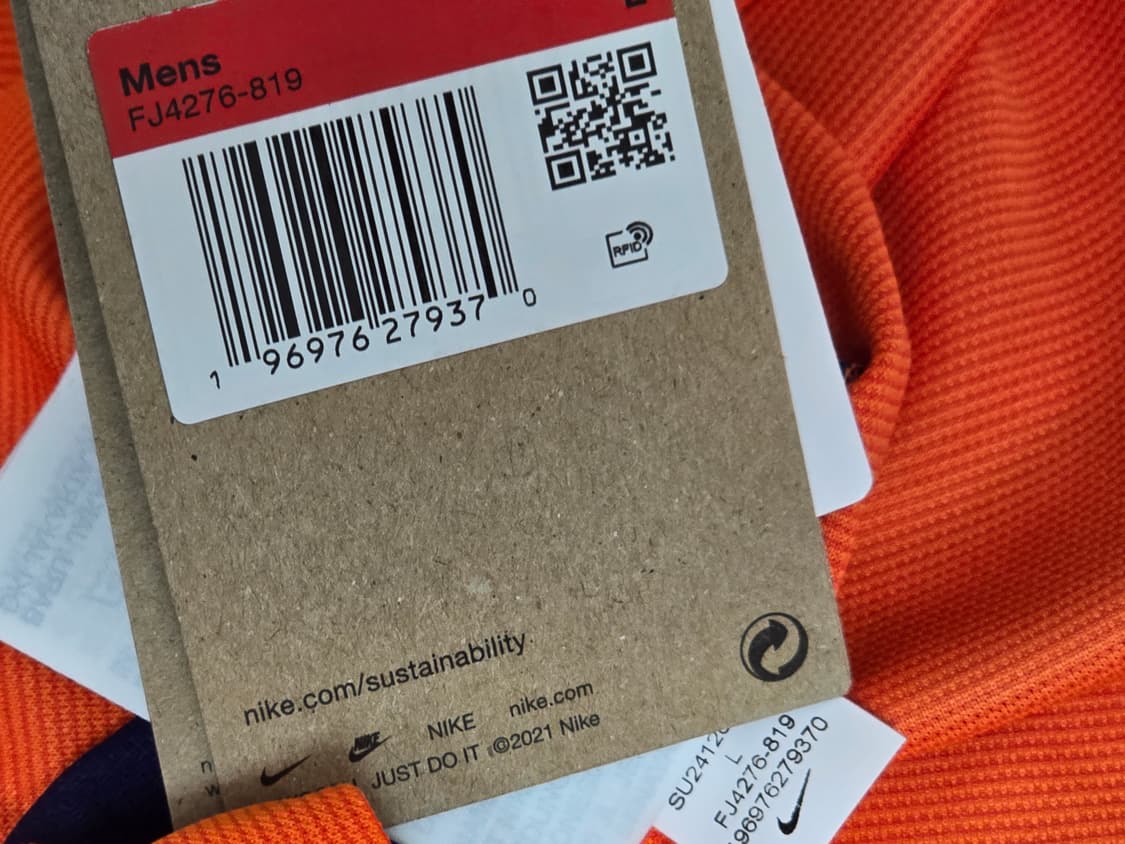 Mens
FJ4276-819
1 96976 27937 0
RFID
nike.com/sustainability
NIKE nike.com
JUST DO IT ©2021 Nike
L
FJ4276-819
96976279370